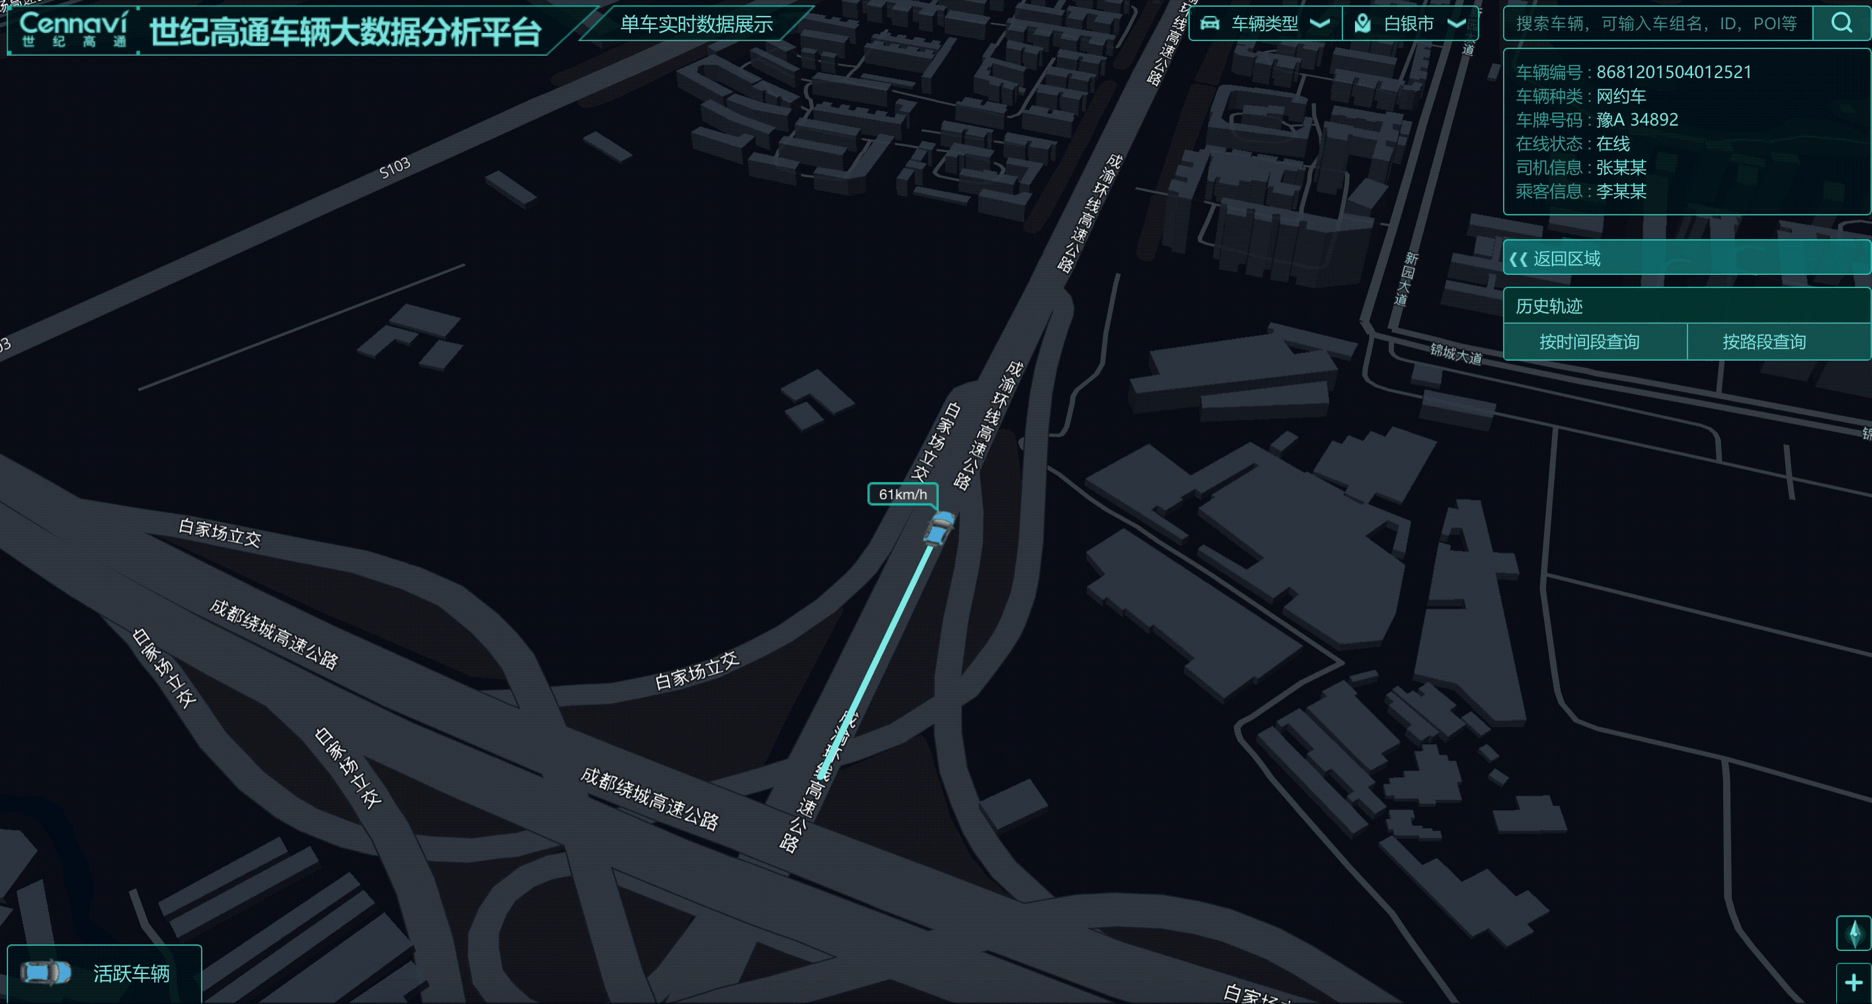 Cennavi
世纪高通
世纪高通车辆大数据分析平台
单车实时数据展示
车辆类型
白银市
搜索车辆，可输入车组名，ID，POI等
车辆编号：8681201504012521
车辆种类：网约车
车牌号码：豫A 34892
在线状态：在线
司机信息：张某某
乘客信息：李某某
返回区域
历史轨迹
按时间段查询
按路段查询
S103
成渝环线高速公路
新园大道
锦城大道
成渝环线高速公路
白家场立交
61km/h
白家场立交
成都绕城高速公路
白家场立交
白家场立交
白家场立交
成都绕城高速公路
高速公路
活跃车辆
白家场立